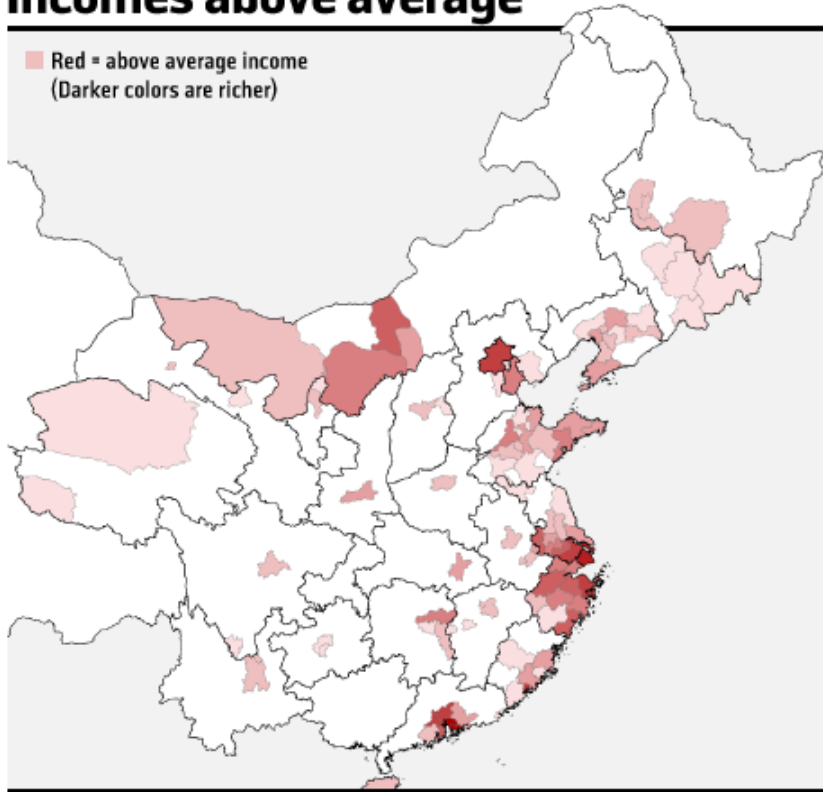 incomes above average
Red = above average income
(Darker colors are richer)